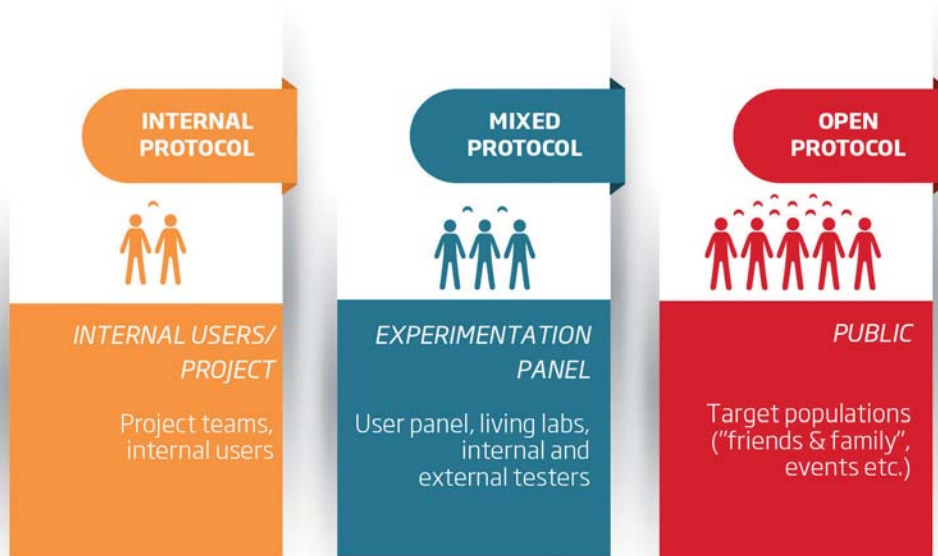 INTERNAL
PROTOCOL
INTERNAL USERS/
PROJECT
Project teams,
internal users
MIXED
PROTOCOL
EXPERIMENTATION
PANEL
User panel, living labs,
internal and
external testers
OPEN
PROTOCOL
PUBLIC
Target populations
("friends & family",
events etc.)